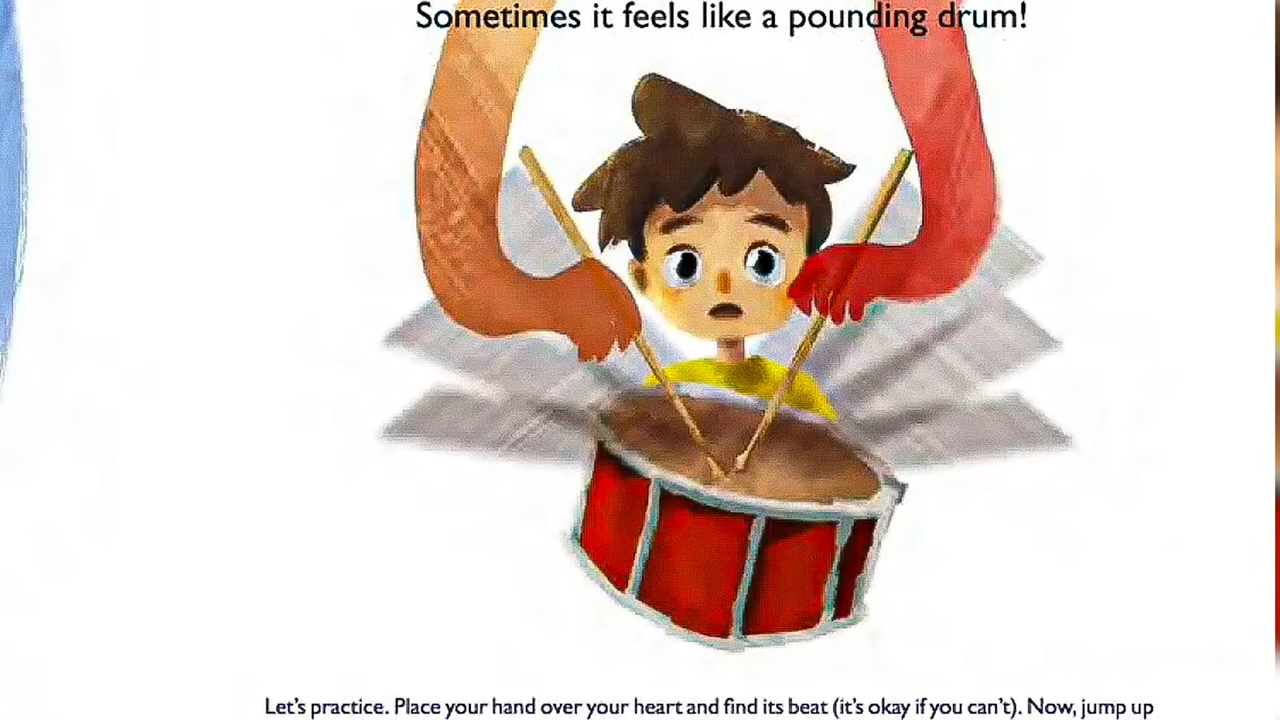 Sometimes it feels like a pounding drum!
Let's practice. Place your hand over your heart and find its beat (it's okay if you can't). Now, jump up